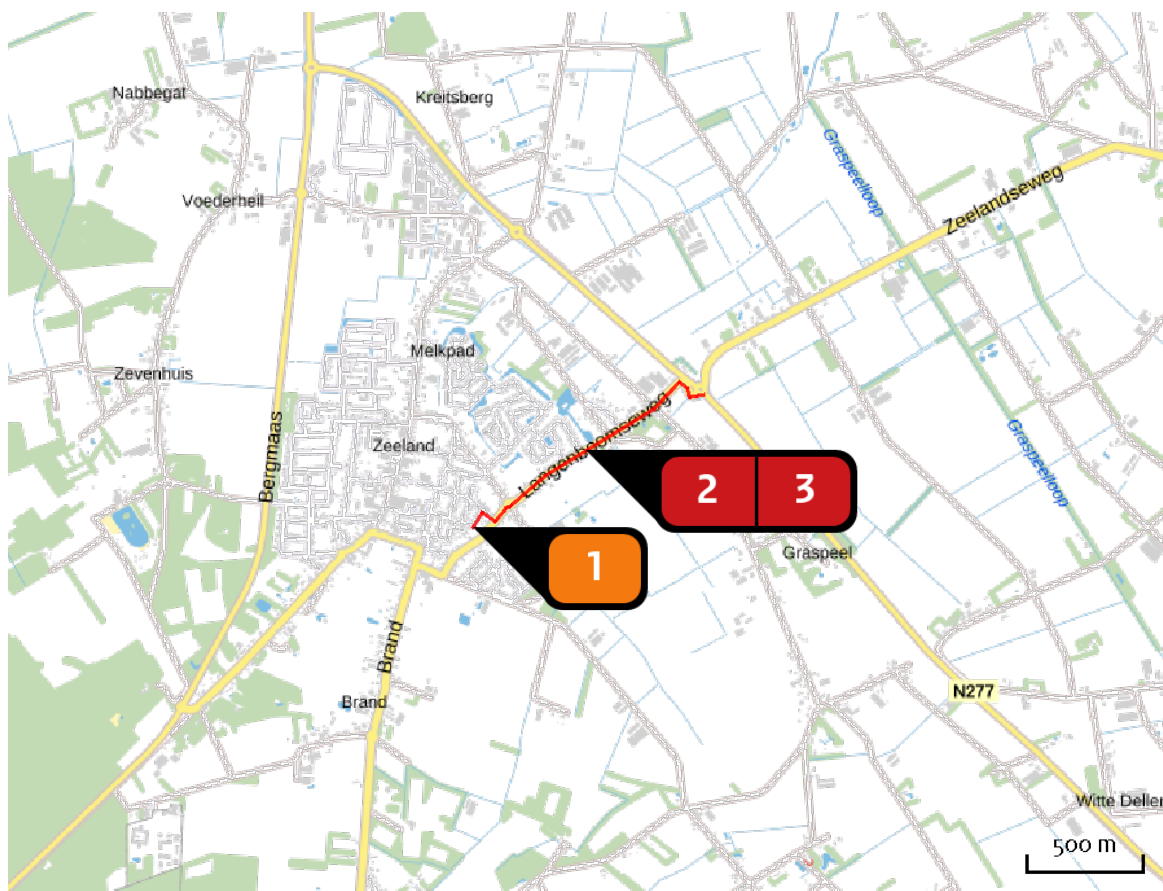 Nabbegat
Kreitsberg
Graspeelloop
Zeelandseweg
Voederheil
Melkpad
Zevenhuis
Langenboomseweg
Bergmaas
Zeeland
Graspeelloop
2 3
Graspeel
1
Brand
N277
Brand
Witte Dellen
500 m